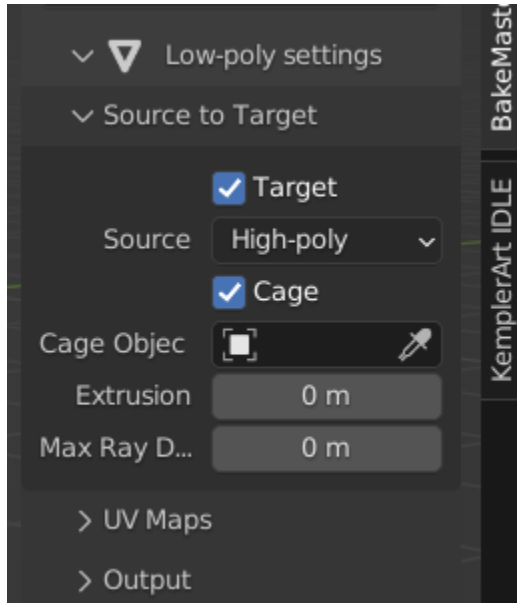 Low-poly settings
Source to Target
Target
Source High-poly
Cage
Cage Objec
Extrusion 0 m
Max Ray D... 0 m
UV Maps
Output
BakeMast
KemplerArt IDLE